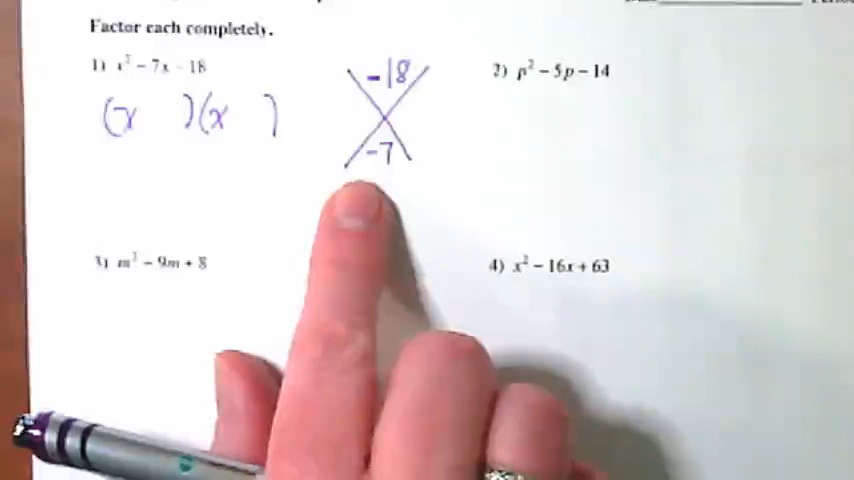 Factor each completely.
1) x² - 7x - 18
(x )(x )
-18
-7
2) p² - 5p - 14
3) m² - 9m + 8
4) x² - 16x + 63